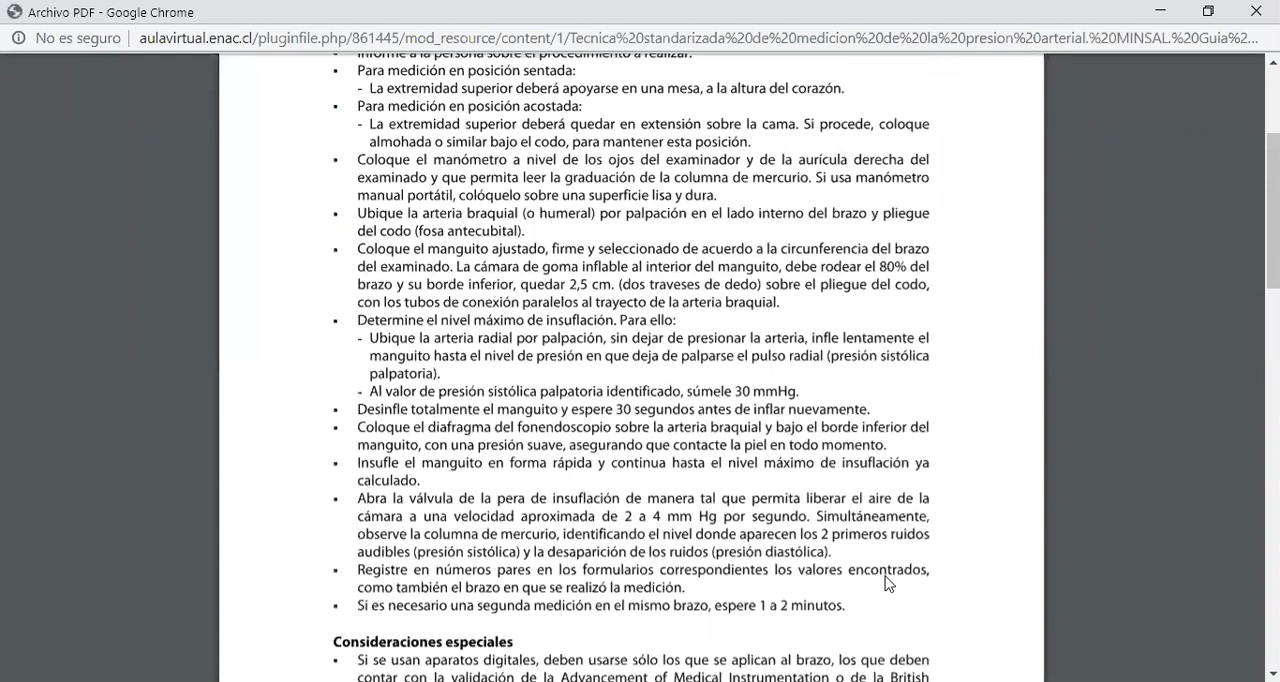 Archivo PDF - Google Chrome
No es seguro | aulavirtual.enac.cl/pluginfile.php/861445/mod_resource/content/1/Tecnica%20standarizada%20de%20medicion%20de%20la%20presion%20arterial.%20MINSAL.%20Guia%2...
Informe a la persona sobre el procedimiento a realizar.
• Para medición en posición sentada:
- La extremidad superior deberá apoyarse en una mesa, a la altura del corazón.
• Para medición en posición acostada:
- La extremidad superior deberá quedar en extensión sobre la cama. Si procede, coloque
almohada o similar bajo el codo, para mantener esta posición.
• Coloque el manómetro a nivel de los ojos del examinador y de la aurícula derecha del
examinado y que permita leer la graduación de la columna de mercurio. Si usa manómetro
manual portátil, colóquelo sobre una superficie lisa y dura.
• Ubique la arteria braquial (o humeral) por palpación en el lado interno del brazo y pliegue
del codo (fosa antecubital).
• Coloque el manguito ajustado, firme y seleccionado de acuerdo a la circunferencia del brazo
del examinado. La cámara de goma inflable al interior del manguito, debe rodear el 80% del
brazo y su borde inferior, quedar 2,5 cm. (dos traveses de dedo) sobre el pliegue del codo,
con los tubos de conexión paralelos al trayecto de la arteria braquial.
• Determine el nivel máximo de insuflación. Para ello:
- Ubique la arteria radial por palpación, sin dejar de presionar la arteria, infle lentamente el
manguito hasta el nivel de presión en que deja de palparse el pulso radial (presión sistólica
palpatoria).
- Al valor de presión sistólica palpatoria identificado, súmele 30 mmHg.
• Desinfle totalmente el manguito y espere 30 segundos antes de inflar nuevamente.
• Coloque el diafragma del fonendoscopio sobre la arteria braquial y bajo el borde inferior del
manguito, con una presión suave, asegurando que contacte la piel en todo momento.
• Insufle el manguito en forma rápida y continua hasta el nivel máximo de insuflación ya
calculado.
• Abra la válvula de la pera de insuflación de manera tal que permita liberar el aire de la
cámara a una velocidad aproximada de 2 a 4 mm Hg por segundo. Simultáneamente,
observe la columna de mercurio, identificando el nivel donde aparecen los 2 primeros ruidos
audibles (presión sistólica) y la desaparición de los ruidos (presión diastólica).
• Registre en números pares en los formularios correspondientes los valores encontrados,
como también el brazo en que se realizó la medición.
• Si es necesario una segunda medición en el mismo brazo, espere 1 a 2 minutos.
Consideraciones especiales
• Si se usan aparatos digitales, deben usarse sólo los que se aplican al brazo, los que deben
contar con la validación de la Advancement of Medical Instrumentation o de la British